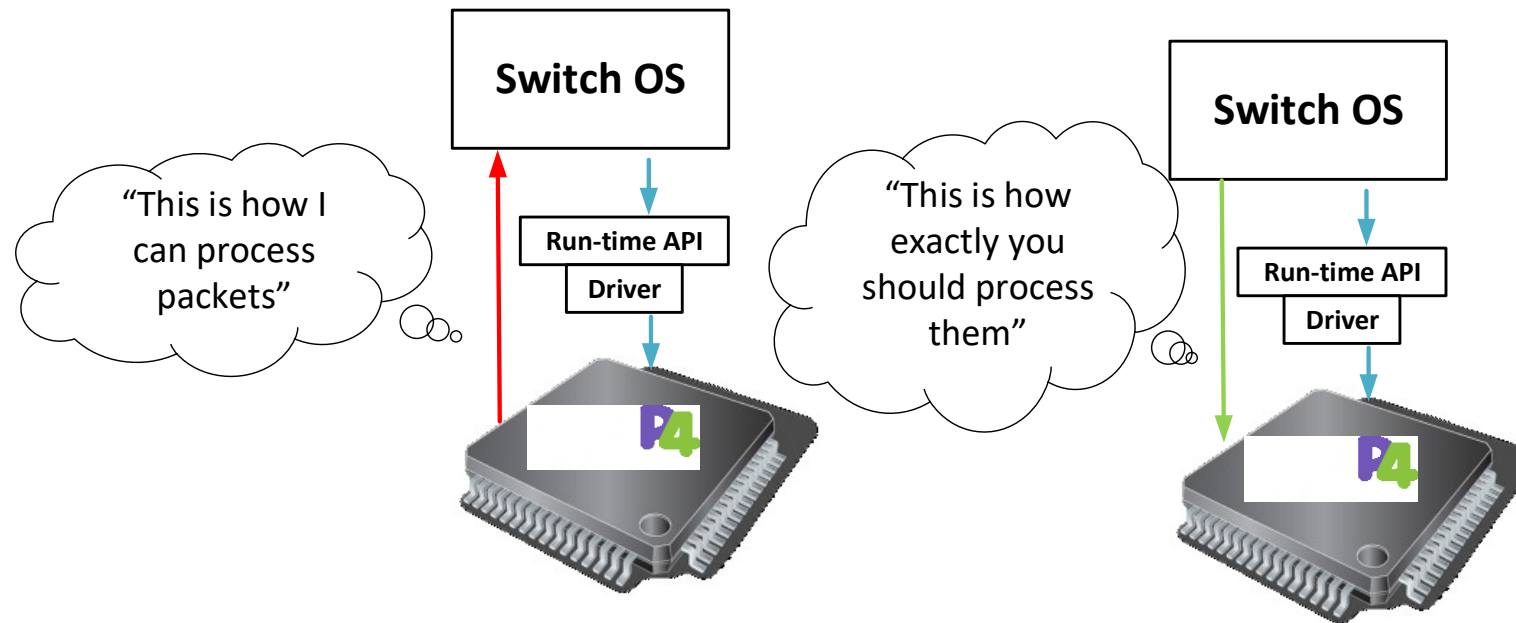 Switch OS
“This is how I
can process
packets”
Run-time API
Driver
P4
Switch OS
“This is how
exactly you
should process
them”
Run-time API
Driver
P4